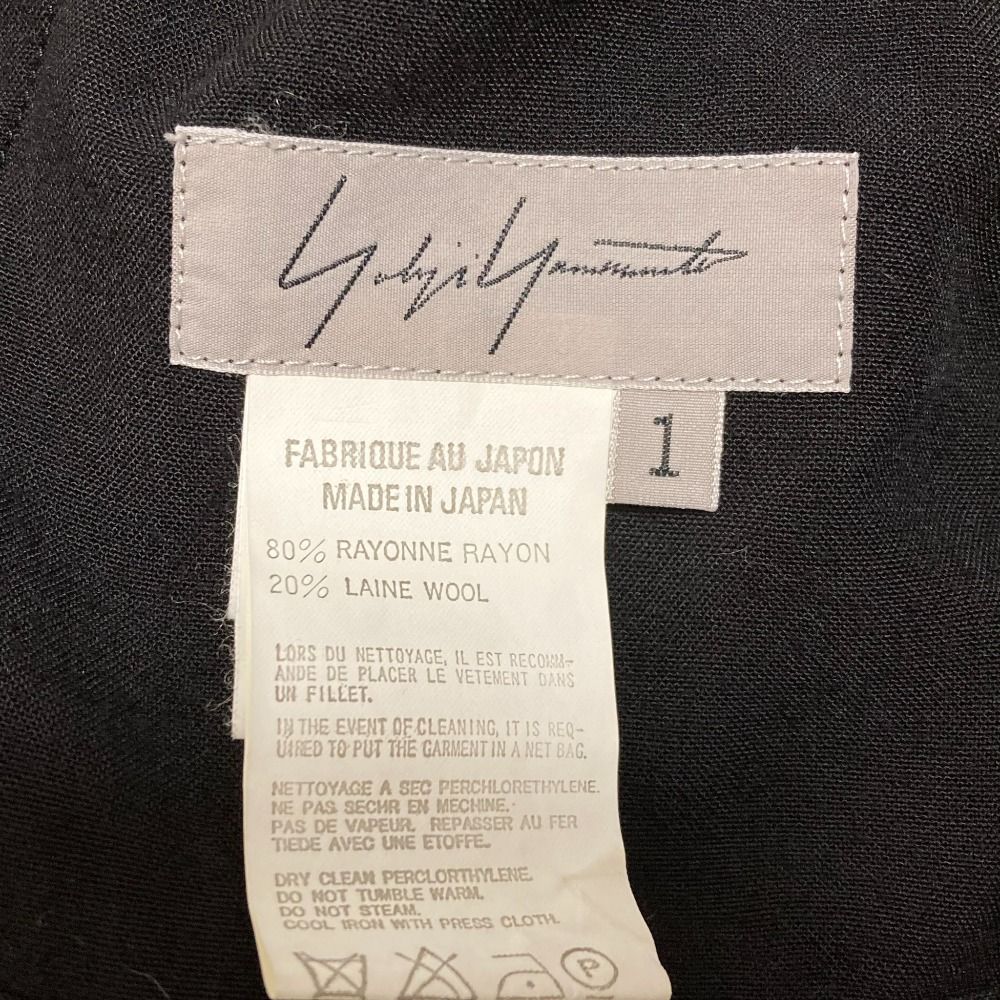 Yohji Yamamoto
1
FABRIQUE AU JAPON
MADE IN JAPAN
80% RAYONNE RAYON
20% LAINE WOOL
LORS DU NETTOYAGE, IL EST RECOMM-
ANDE DE PLACER LE VETEMENT DANS
UN FILLET.
IN THE EVENT OF CLEANING, IT IS REQ-
UIRED TO PUT THE GARMENT IN A NET BAG.
NETTOYAGE A SEC PERCHLORETHYLENE.
NE PAS SECHR EN MECHINE.
PAS DE VAPEUR. REPASSER AU FER
TIEDE AVEC UNE ETOFFE.
DRY CLEAN PERCLORTHYLENE.
DO NOT TUMBLE WARM.
DO NOT STEAM.
COOL IRON WITH PRESS CLOTH.
P